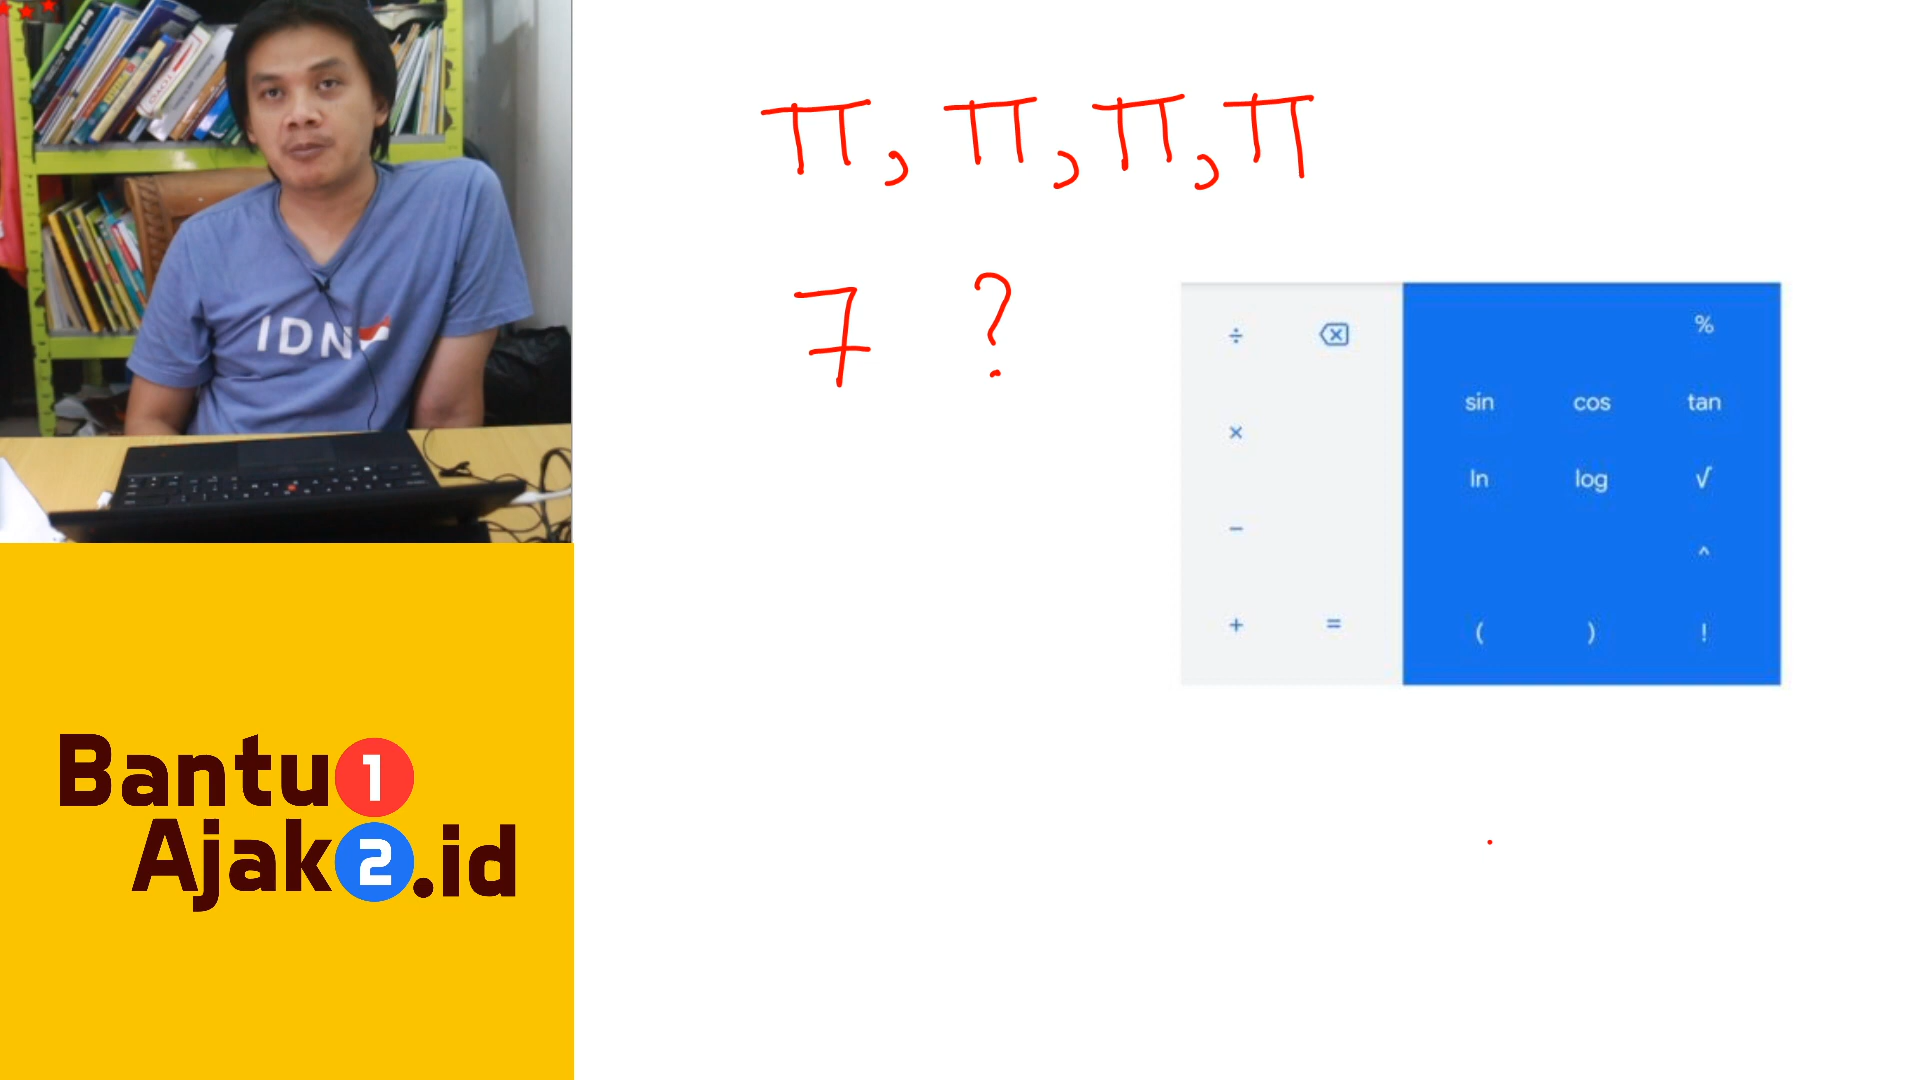 IDN
π, π, π, π
7 ?
÷ %
sin cos tan
×
ln log √
−
^
+ = ( ) !
Bantu1
Ajak2.id